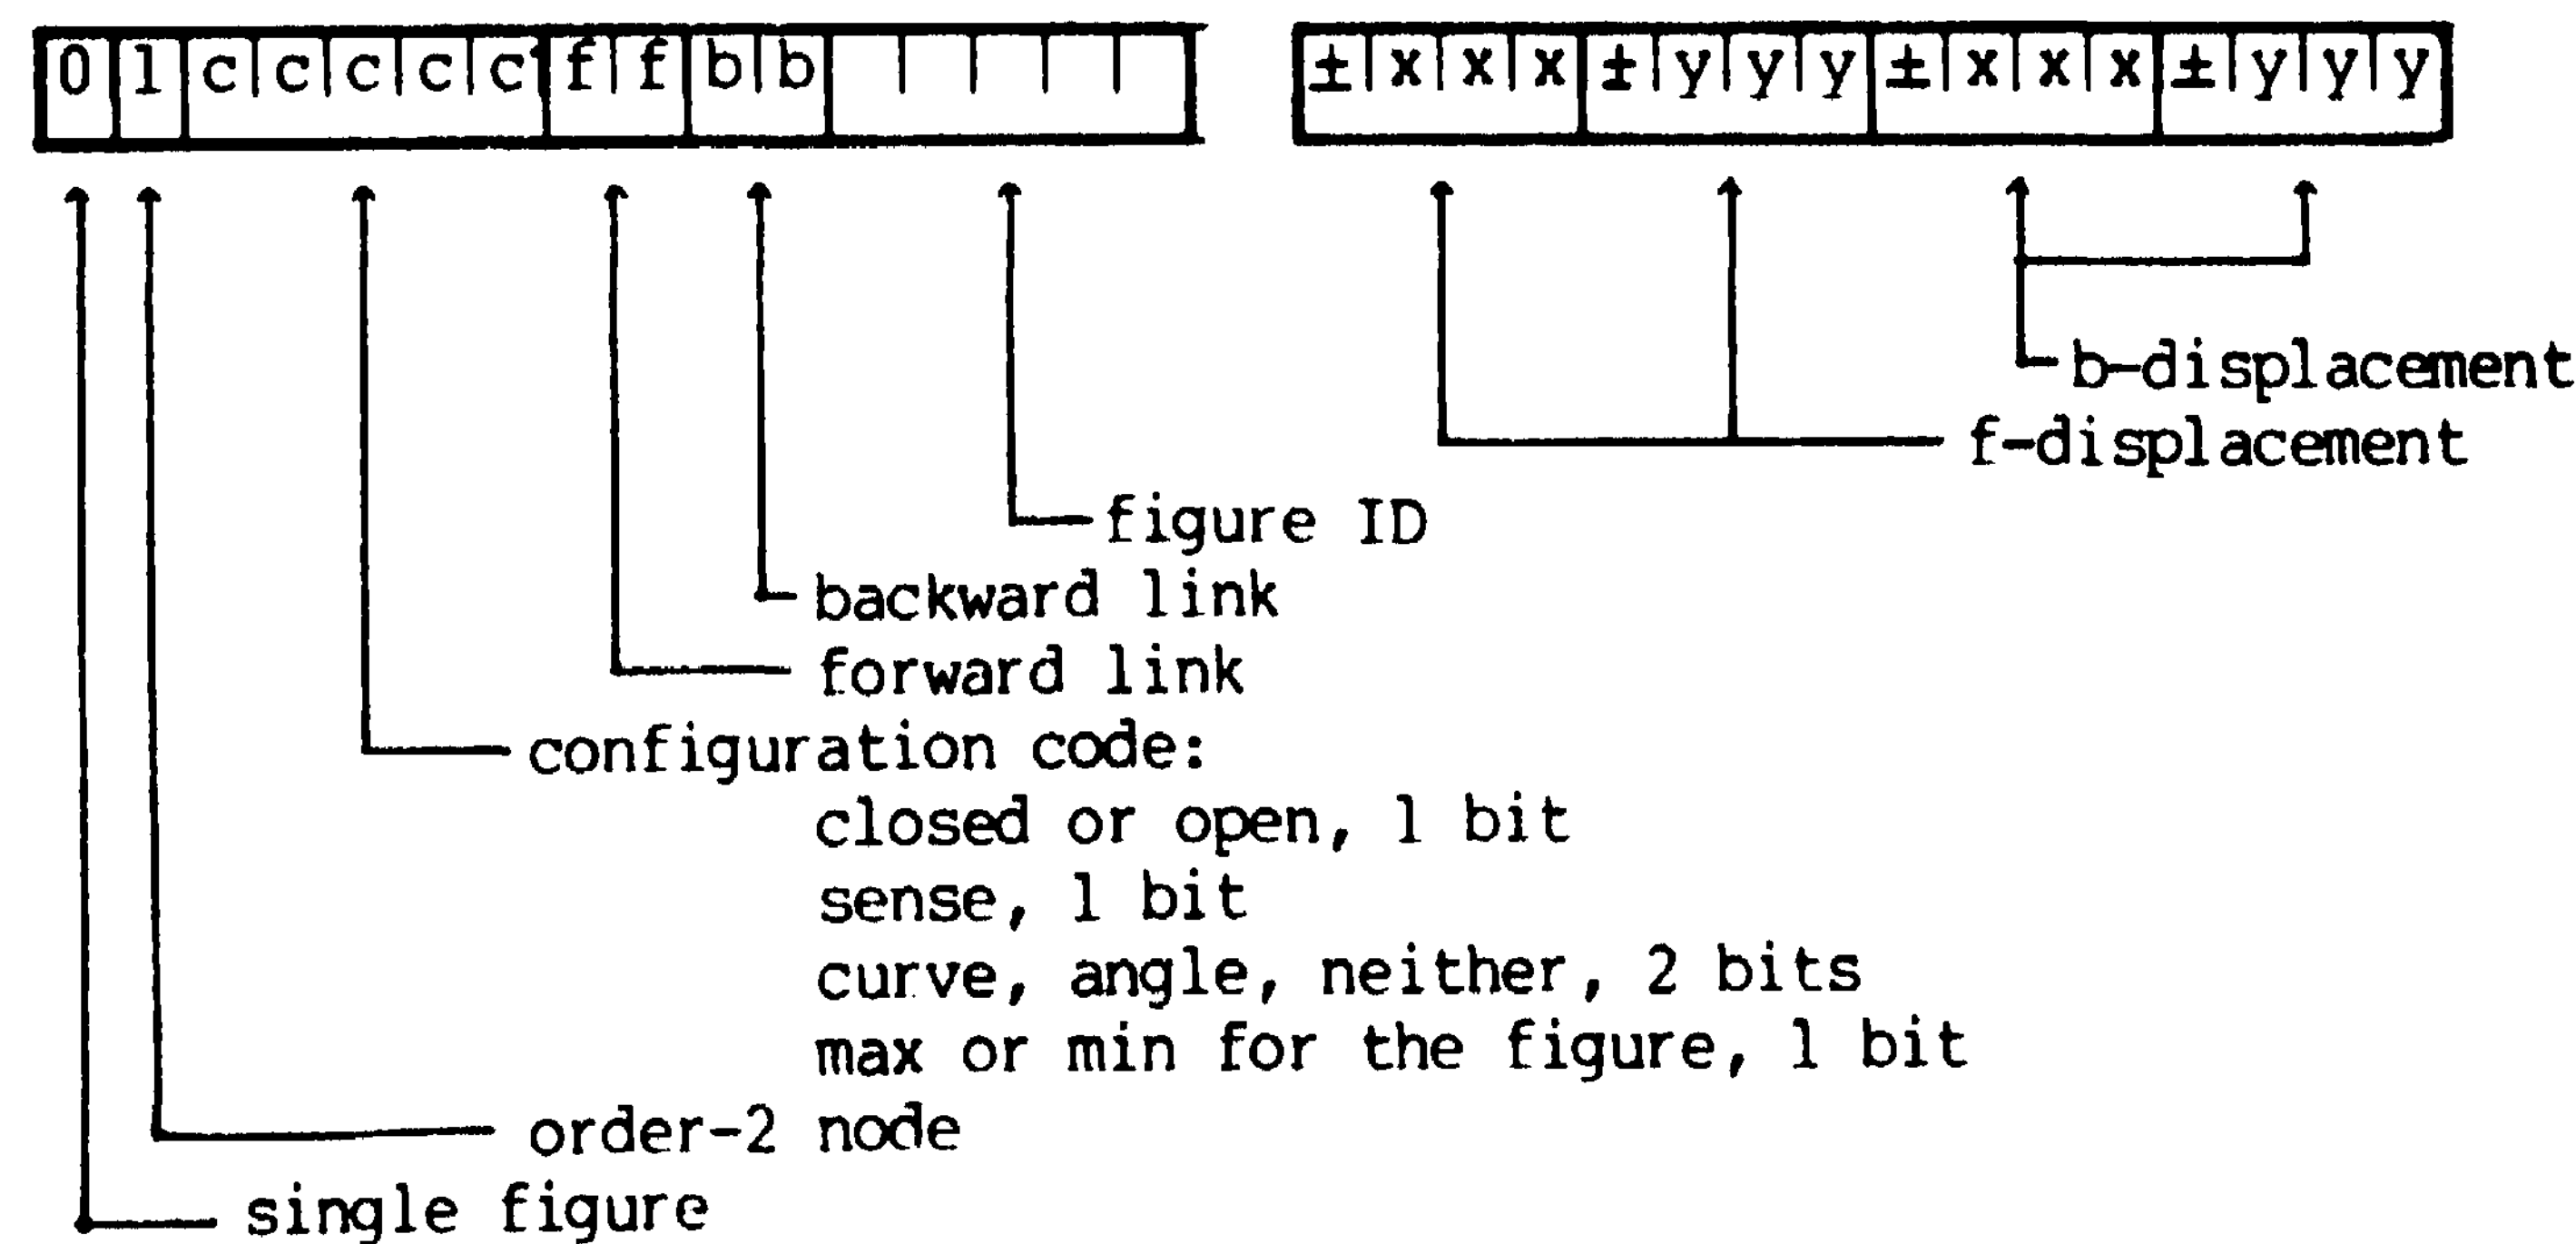 0 1 c c c c c f f b b ± x x x ± y y y ± x x x ± y y y
b-displacement
f-displacement
figure ID
backward link
forward link
configuration code:
closed or open, 1 bit
sense, 1 bit
curve, angle, neither, 2 bits
max or min for the figure, 1 bit
order-2 node
single figure